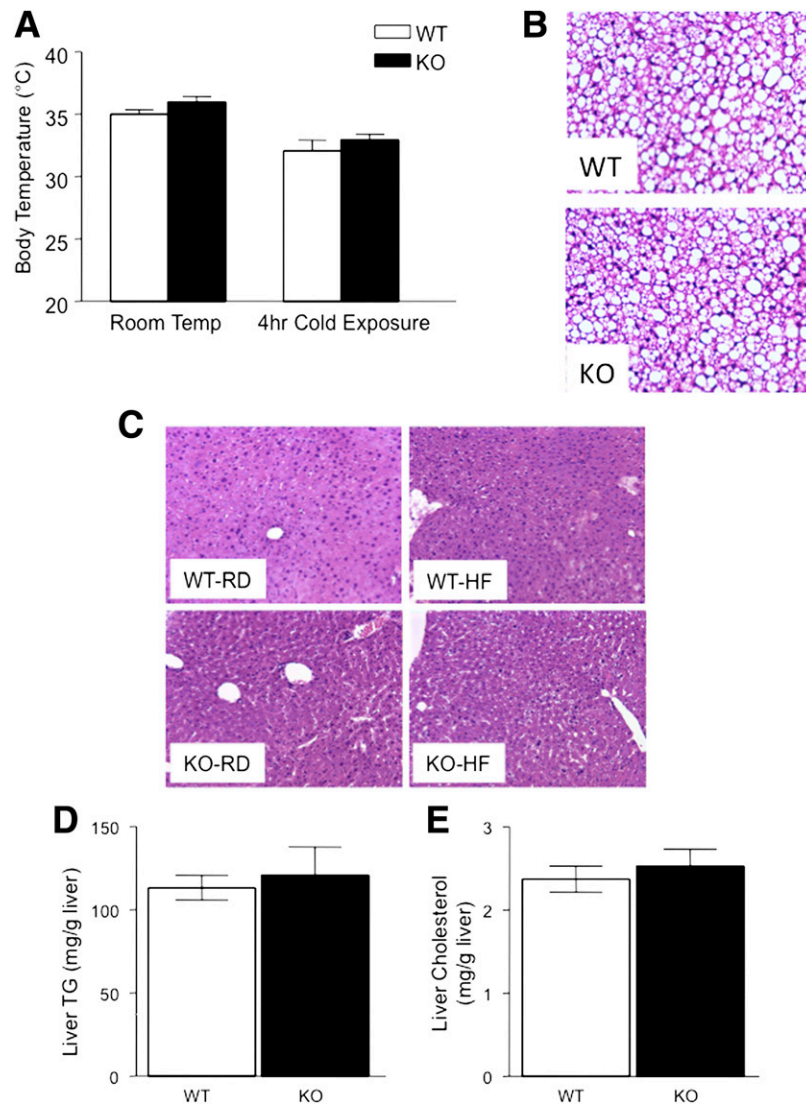 A
WT
KO
Body Temperature (°C)
40
35
30
25
20
Room Temp
4hr Cold Exposure
B
WT
KO
C
WT-RD
WT-HF
KO-RD
KO-HF
D
Liver TG (mg/g liver)
150
100
50
0
WT
KO
E
Liver Cholesterol
(mg/g liver)
3
2
1
0
WT
KO